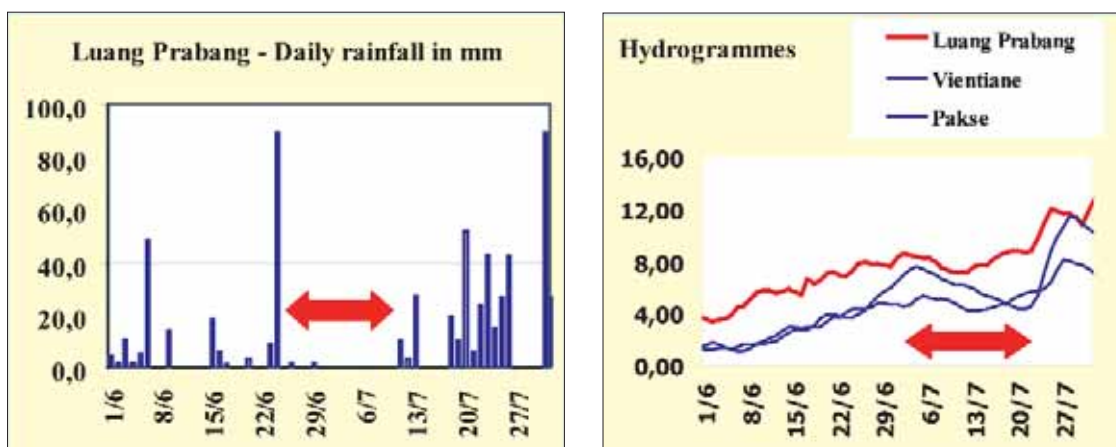 Luang Prabang - Daily rainfall in mm
100,0
80,0
60,0
40,0
20,0
0,0
1/6 8/6 15/6 22/6 29/6 6/7 13/7 20/7 27/7
Hydrogrammes
Luang Prabang
Vientiane
Pakse
16,00
12,00
8,00
4,00
0,00
1/6 8/6 15/6 22/6 29/6 6/7 13/7 20/7 27/7